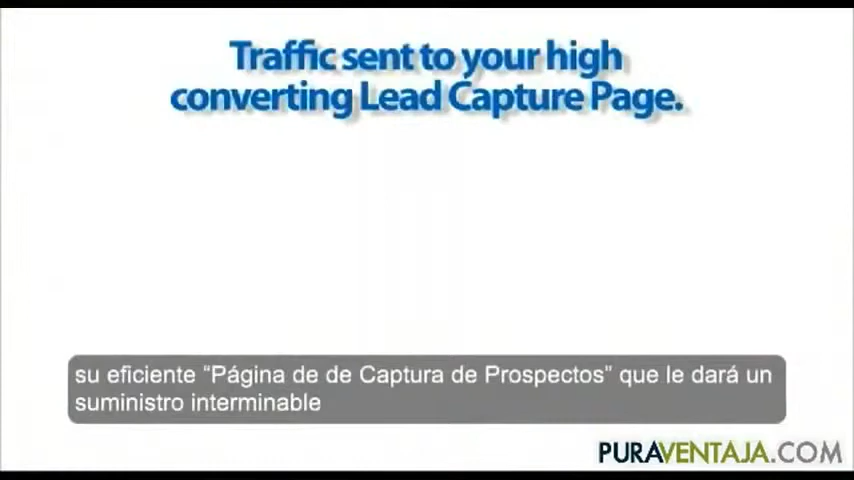 Traffic sent to your high
converting Lead Capture Page.
su eficiente “Página de de Captura de Prospectos” que le dará un
suministro interminable
PURAVENTAJA.COM